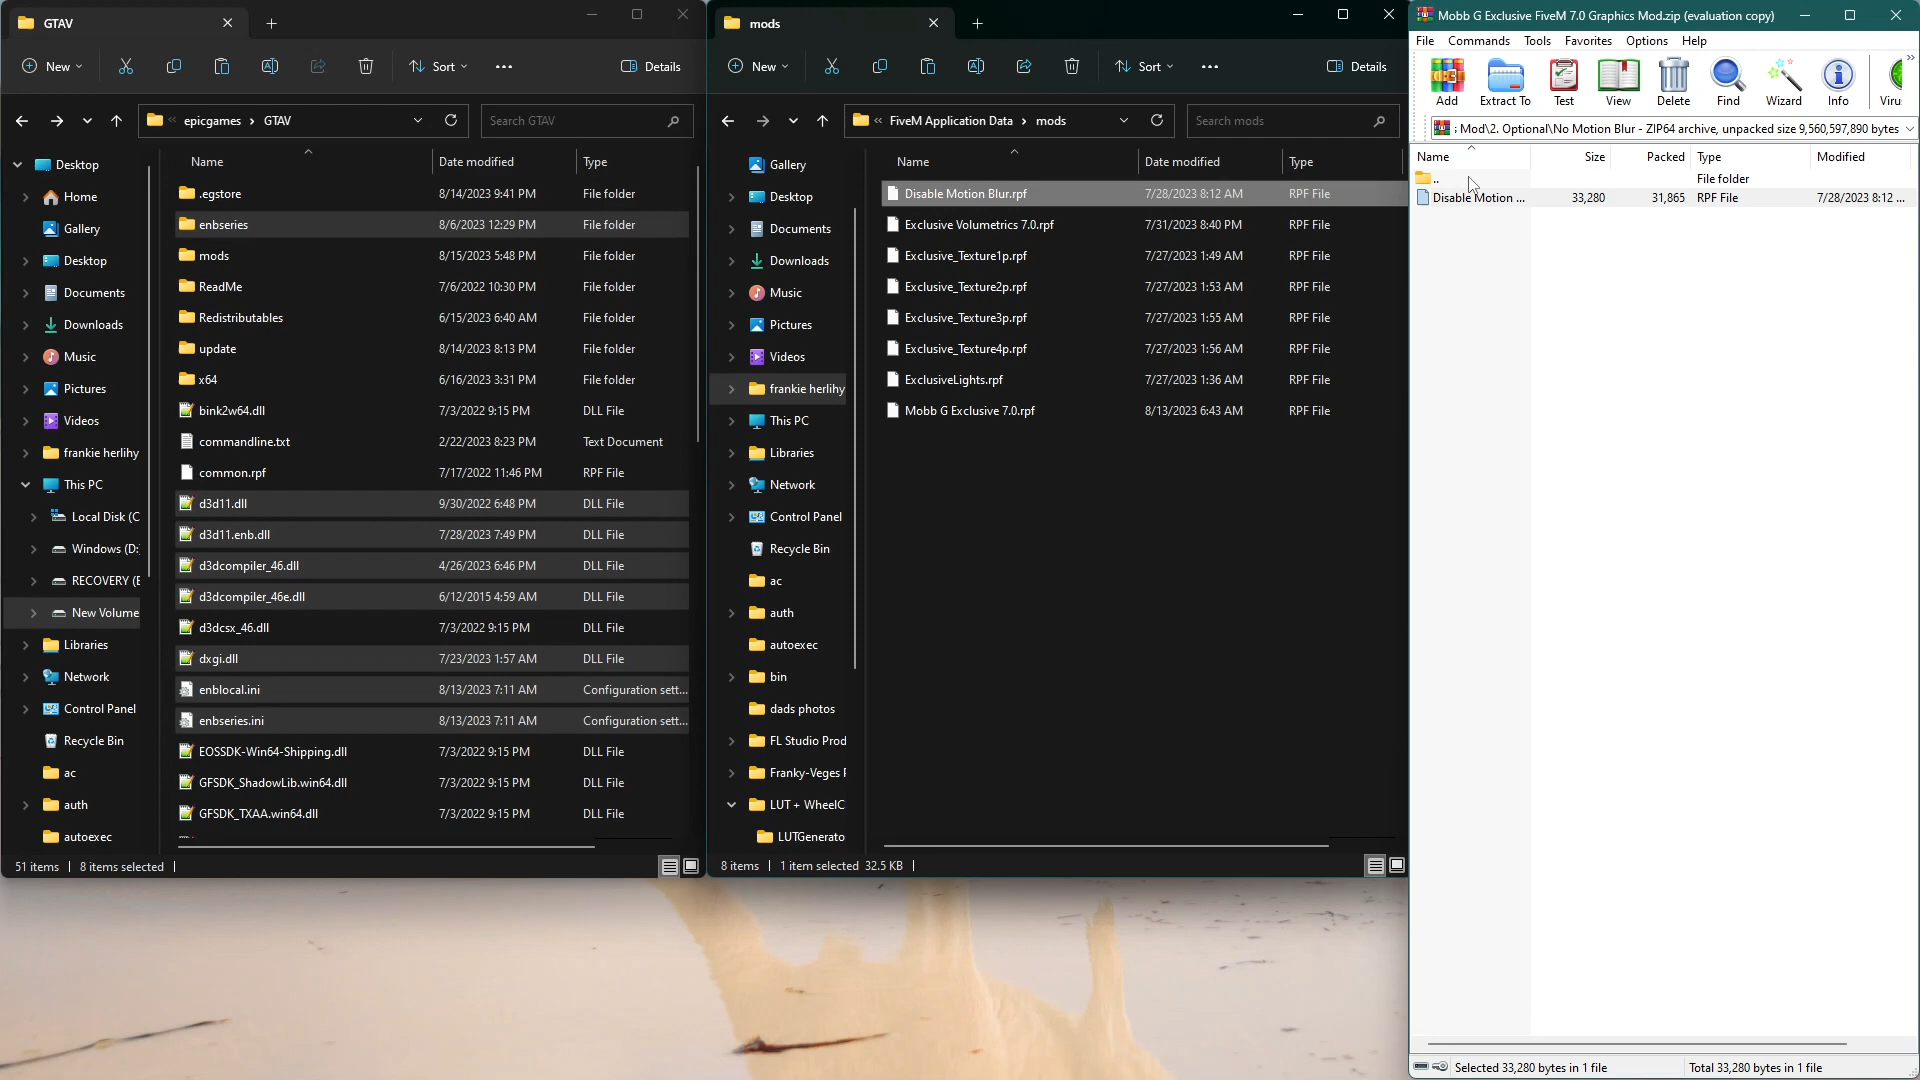 GTAV
New
Sort
Details
epicgames > GTAV
Search GTAV
Desktop
Home
Gallery
Desktop
Documents
Downloads
Music
Pictures
Videos
frankie herlihy
This PC
Local Disk (C
Windows (D:
RECOVERY (E
New Volume
Libraries
Network
Control Panel
Recycle Bin
ac
auth
autoexec
Name Date modified Type
.egstore 8/14/2023 9:41 PM File folder
enbseries 8/6/2023 12:29 PM File folder
mods 8/15/2023 5:48 PM File folder
ReadMe 7/6/2022 10:30 PM File folder
Redistributables 6/15/2023 6:40 AM File folder
update 8/14/2023 8:13 PM File folder
x64 6/16/2023 3:31 PM File folder
bink2w64.dll 7/3/2022 9:15 PM DLL File
commandline.txt 2/22/2023 8:23 PM Text Document
common.rpf 7/17/2022 11:46 PM RPF File
d3d11.dll 9/30/2022 6:48 PM DLL File
d3d11.enb.dll 7/28/2023 7:49 PM DLL File
d3dcompiler_46.dll 4/26/2023 6:46 PM DLL File
d3dcompiler_46e.dll 6/12/2015 4:59 AM DLL File
d3dcsx_46.dll 7/3/2022 9:15 PM DLL File
dxgi.dll 7/23/2023 1:57 AM DLL File
enblocal.ini 8/13/2023 7:11 AM Configuration sett...
enbseries.ini 8/13/2023 7:11 AM Configuration sett...
EOSSDK-Win64-Shipping.dll 7/3/2022 9:15 PM DLL File
GFSDK_ShadowLib.win64.dll 7/3/2022 9:15 PM DLL File
GFSDK_TXAA.win64.dll 7/3/2022 9:15 PM DLL File
51 items 8 items selected
mods
New
Sort
Details
FiveM Application Data > mods
Search mods
Gallery
Desktop
Documents
Downloads
Music
Pictures
Videos
frankie herlihy
This PC
Libraries
Network
Control Panel
Recycle Bin
ac
auth
autoexec
bin
dads photos
FL Studio Prod
Franky-Veges F
LUT + WheelC
LUTGenerato
Name Date modified Type
Disable Motion Blur.rpf 7/28/2023 8:12 AM RPF File
Exclusive Volumetrics 7.0.rpf 7/31/2023 8:40 PM RPF File
Exclusive_Texture1p.rpf 7/27/2023 1:49 AM RPF File
Exclusive_Texture2p.rpf 7/27/2023 1:53 AM RPF File
Exclusive_Texture3p.rpf 7/27/2023 1:55 AM RPF File
Exclusive_Texture4p.rpf 7/27/2023 1:56 AM RPF File
ExclusiveLights.rpf 7/27/2023 1:36 AM RPF File
Mobb G Exclusive 7.0.rpf 8/13/2023 6:43 AM RPF File
8 items 1 item selected 32.5 KB
Mobb G Exclusive FiveM 7.0 Graphics Mod.zip (evaluation copy)
File Commands Tools Favorites Options Help
Add Extract To Test View Delete Find Wizard Info Viru
Mod\2. Optional\No Motion Blur - ZIP64 archive, unpacked size 9,560,597,890 bytes
Name Size Packed Type Modified
.. File folder
Disable Motion ... 33,280 31,865 RPF File 7/28/2023 8:12 ...
Selected 33,280 bytes in 1 file Total 33,280 bytes in 1 file